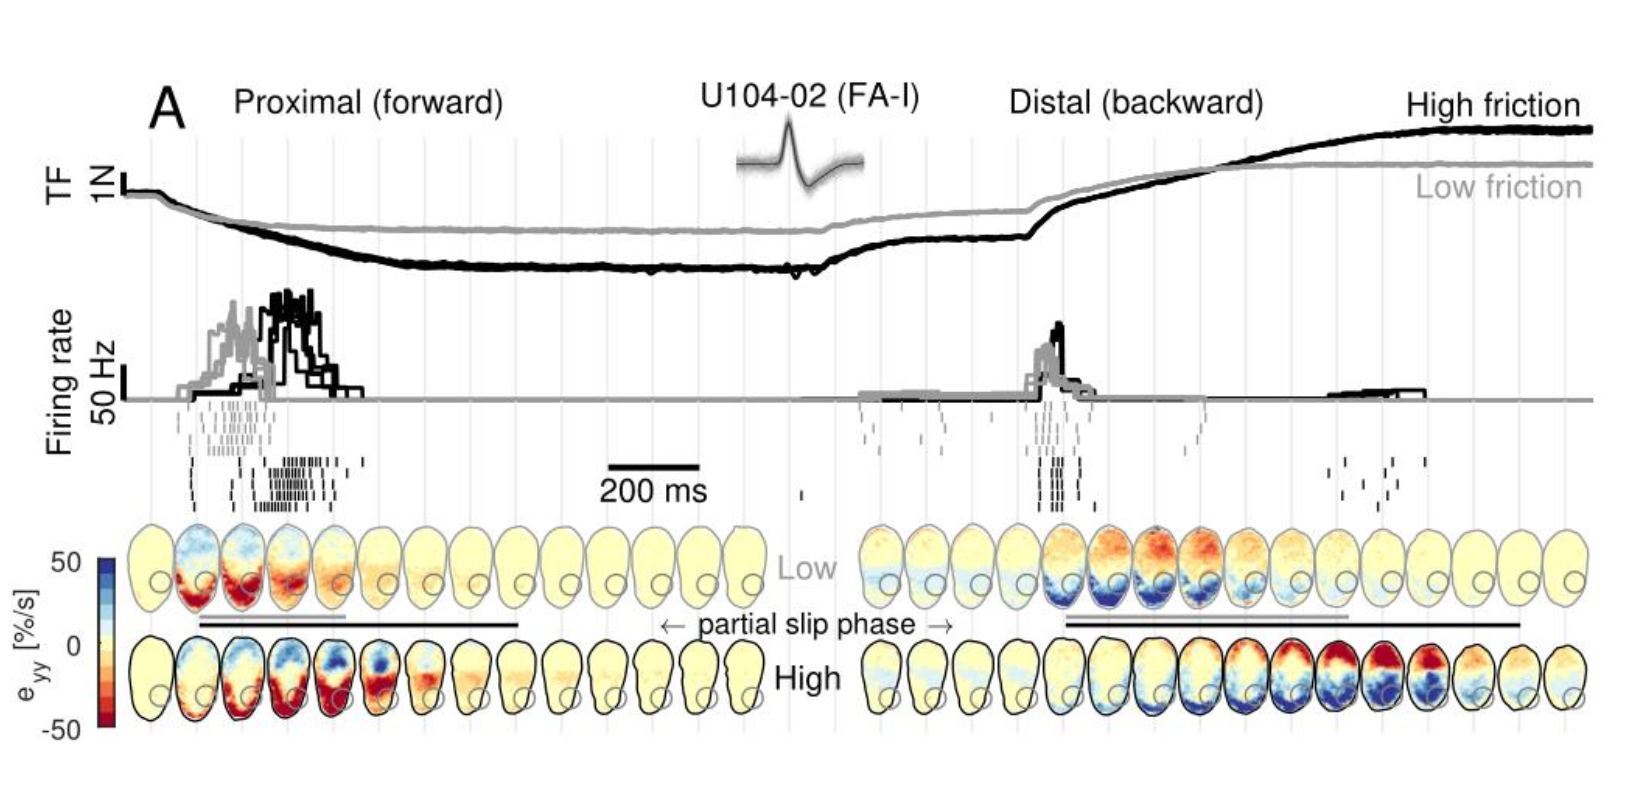 A
Proximal (forward)
U104-02 (FA-I)
Distal (backward)
High friction
Low friction
TF
1N
Firing rate
50 Hz
200 ms
Low
← partial slip phase →
High
e_yy [%/s]
50
0
-50